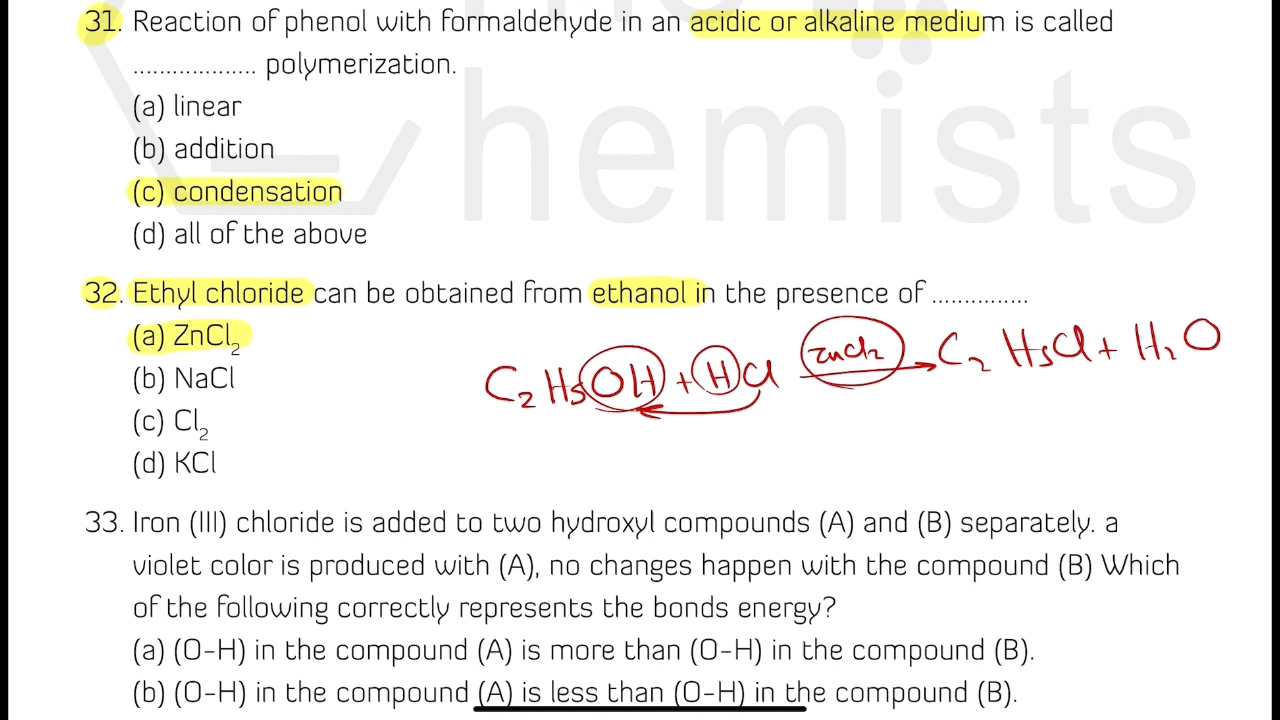 31. Reaction of phenol with formaldehyde in an acidic or alkaline medium is called
................... polymerization.
(a) linear
(b) addition
(c) condensation
(d) all of the above
32. Ethyl chloride can be obtained from ethanol in the presence of ...............
(a) ZnCl₂
C₂H₅OH + HCl ZnCl₂ → C₂H₅Cl + H₂O
(b) NaCl
(c) Cl₂
(d) KCl
33. Iron (III) chloride is added to two hydroxyl compounds (A) and (B) separately. a
violet color is produced with (A), no changes happen with the compound (B) Which
of the following correctly represents the bonds energy?
(a) (O-H) in the compound (A) is more than (O-H) in the compound (B).
(b) (O-H) in the compound (A) is less than (O-H) in the compound (B).
hemists